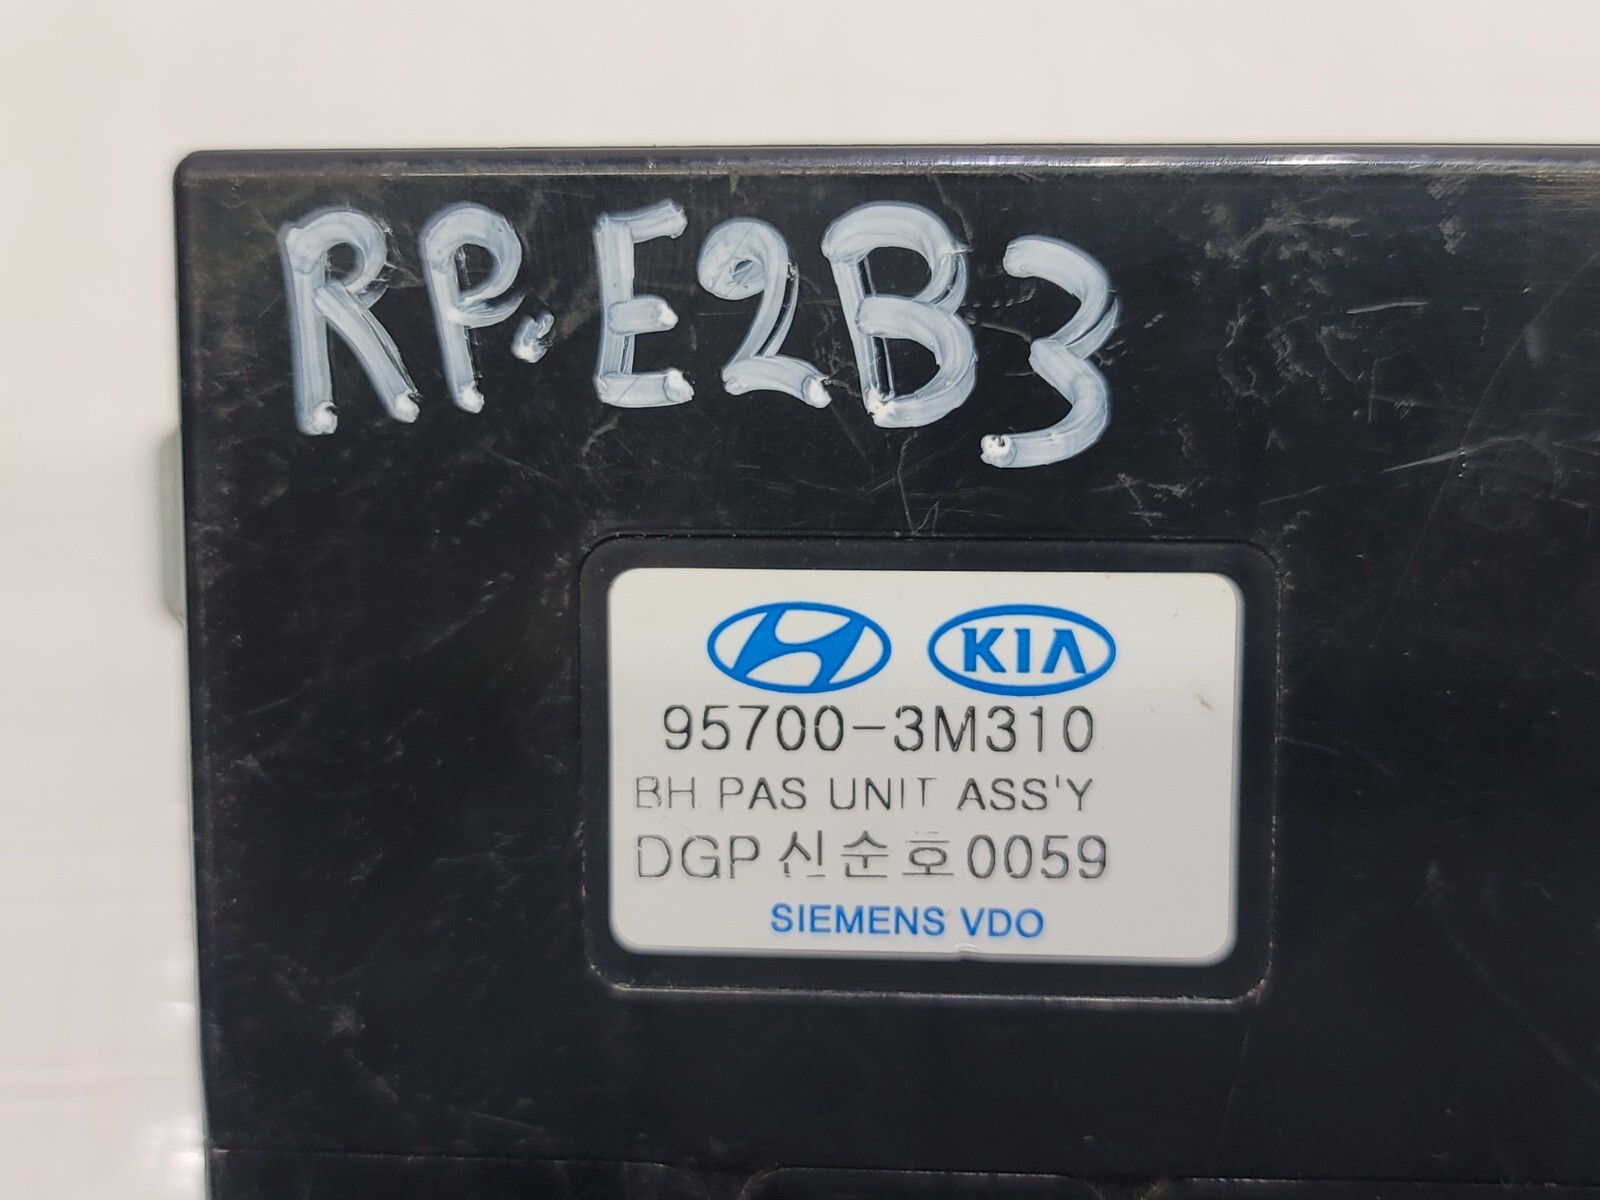 RP.E2B3
KIA
95700-3M310
BH PAS UNIT ASS'Y
DGP 신순호0059
SIEMENS VDO